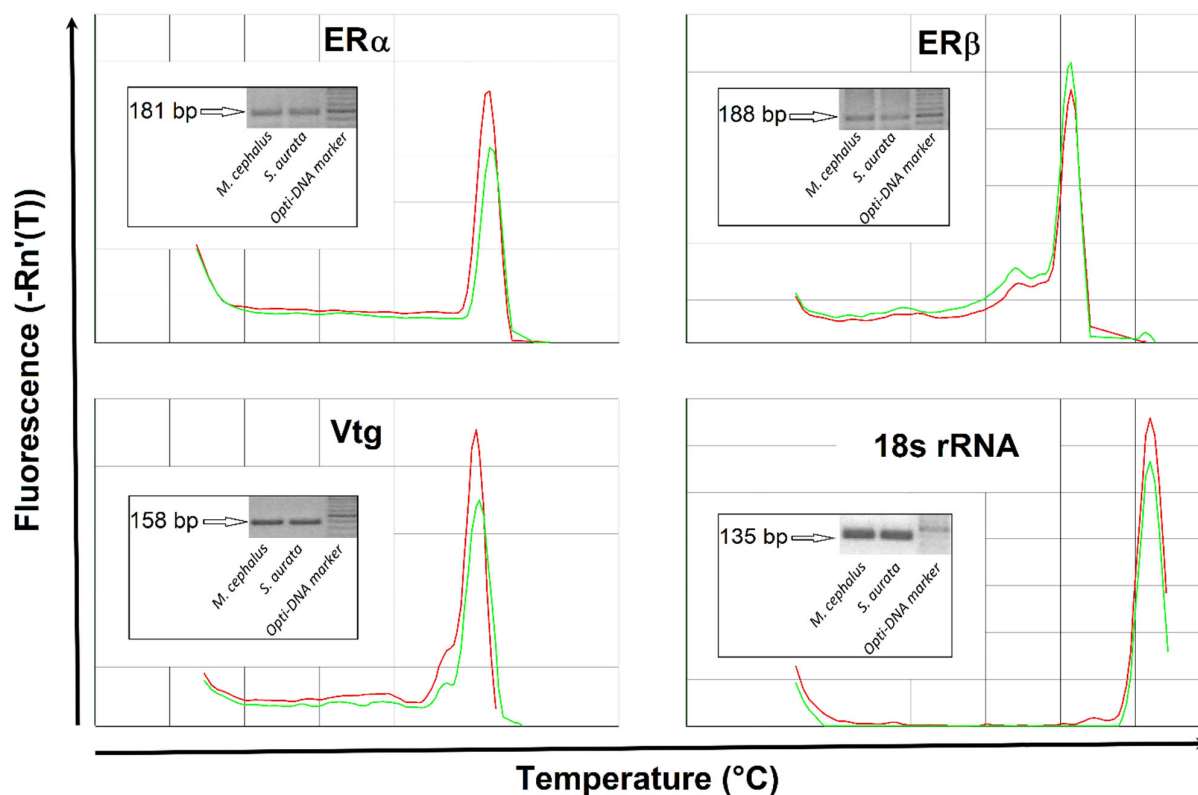 Fluorescence (-Rn'(T))
ERα
181 bp
M. cephalus
S. aurata
Opti-DNA marker
ERβ
188 bp
M. cephalus
S. aurata
Opti-DNA marker
Vtg
158 bp
M. cephalus
S. aurata
Opti-DNA marker
18s rRNA
135 bp
M. cephalus
S. aurata
Opti-DNA marker
Temperature (°C)